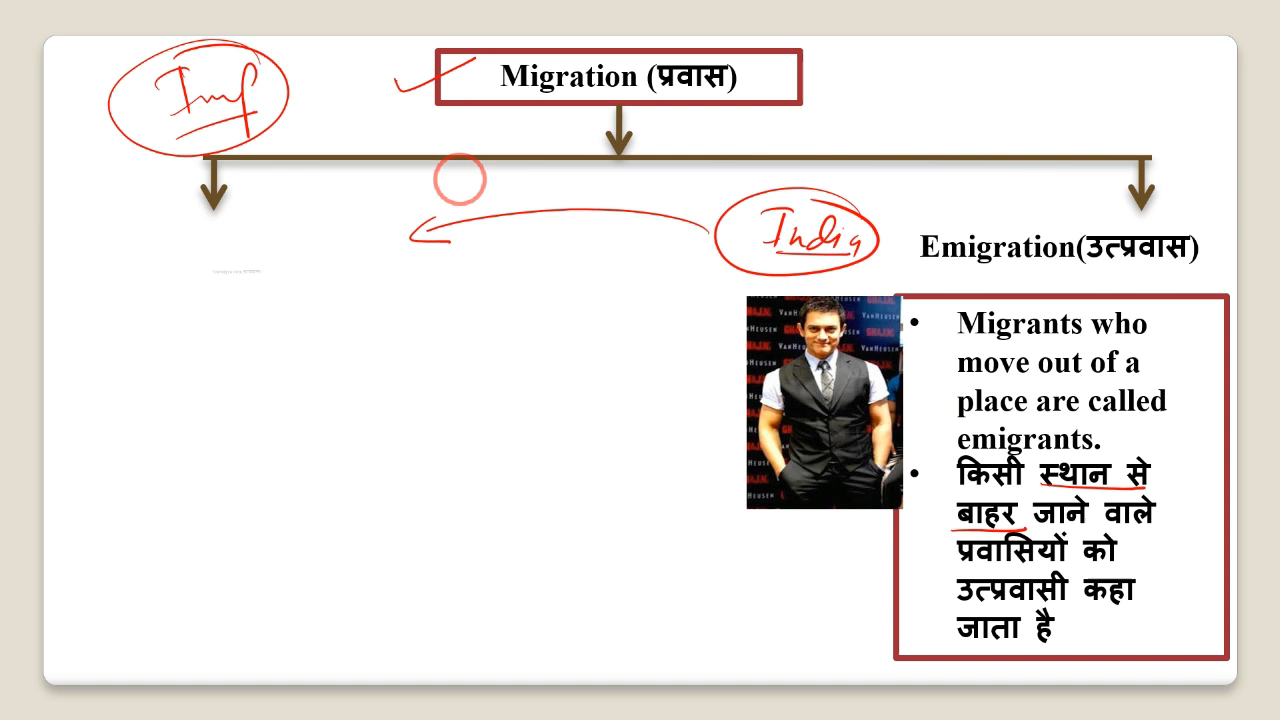 Imp
Migration (प्रवास)
India
Emigration(उत्प्रवास)
• Migrants who
move out of a
place are called
emigrants.
• किसी स्थान से
बाहर जाने वाले
प्रवासियों को
उत्प्रवासी कहा
जाता है
VANHEUSEN